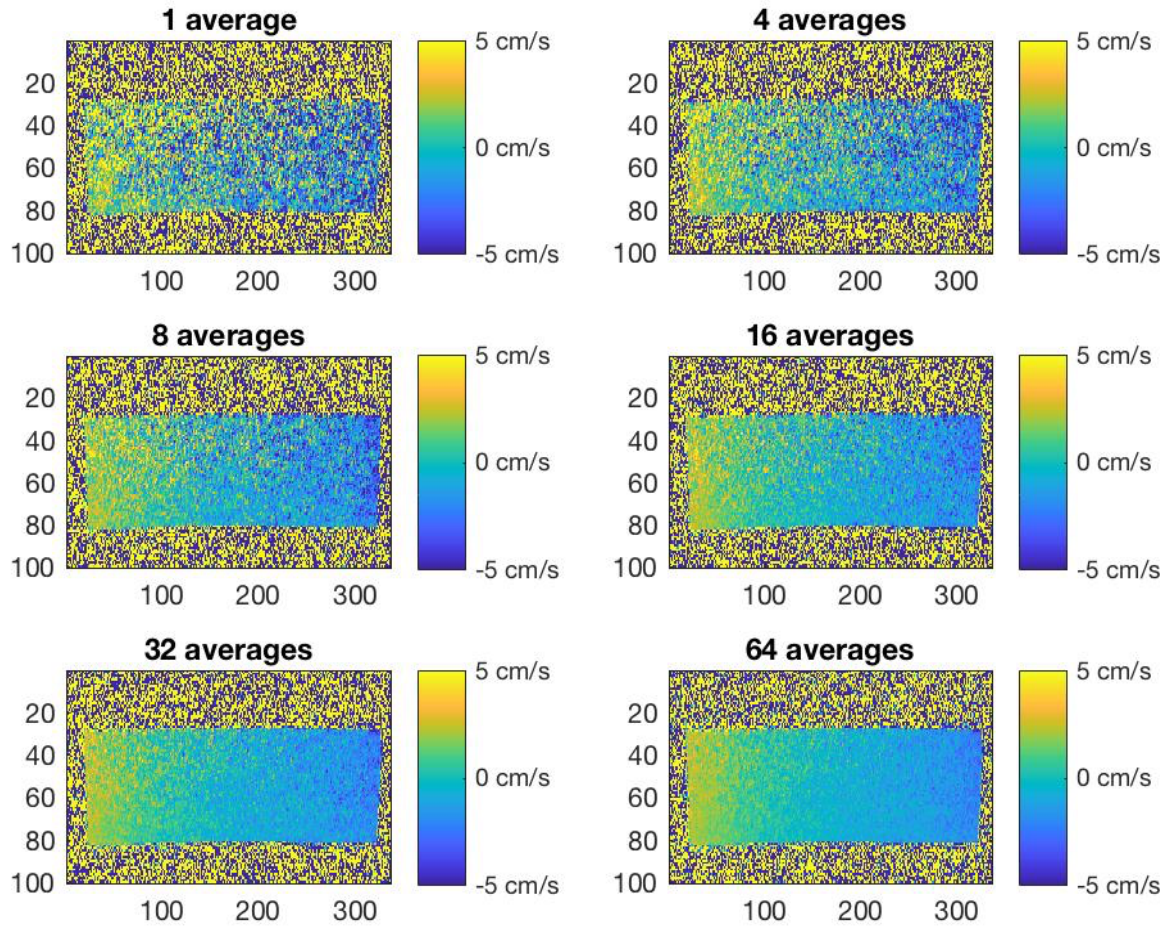 1 average
4 averages
20
40
60
80
100
100 200 300
5 cm/s
0 cm/s
-5 cm/s
20
40
60
80
100
100 200 300
5 cm/s
0 cm/s
-5 cm/s
8 averages
16 averages
20
40
60
80
100
100 200 300
5 cm/s
0 cm/s
-5 cm/s
20
40
60
80
100
100 200 300
5 cm/s
0 cm/s
-5 cm/s
32 averages
64 averages
20
40
60
80
100
100 200 300
5 cm/s
0 cm/s
-5 cm/s
20
40
60
80
100
100 200 300
5 cm/s
0 cm/s
-5 cm/s